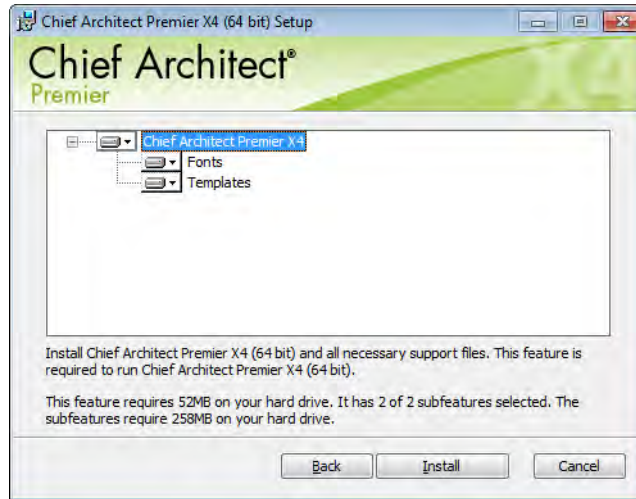 Chief Architect Premier X4 (64 bit) Setup
Chief Architect®
Premier
X4
Chief Architect Premier X4
Fonts
Templates
Install Chief Architect Premier X4 (64 bit) and all necessary support files. This feature is
required to run Chief Architect Premier X4 (64 bit).
This feature requires 52MB on your hard drive. It has 2 of 2 subfeatures selected. The
subfeatures require 258MB on your hard drive.
Back Install Cancel